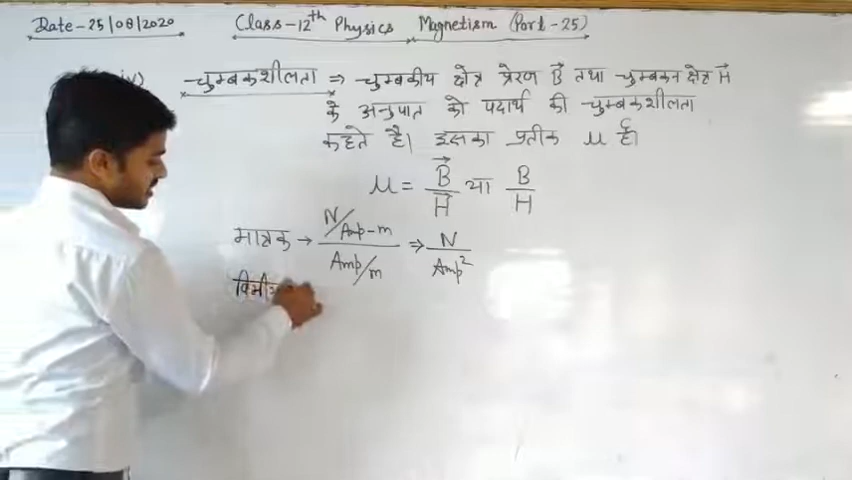 Date-25/08/2020 Class-12th Physics Magnetism (Part-25)
iv) चुम्बकशीलता ⇒ चुम्बकीय क्षेत्र प्रेरण B⃗ तथा चुम्बकन क्षेत्र H⃗
के अनुपात को पदार्थ की चुम्बकशीलता
कहते है। इसका प्रतीक μ है।
μ = B⃗/H⃗ या B/H
मात्रक → (N/Amp-m)/(Amp/m) ⇒ N/Amp²